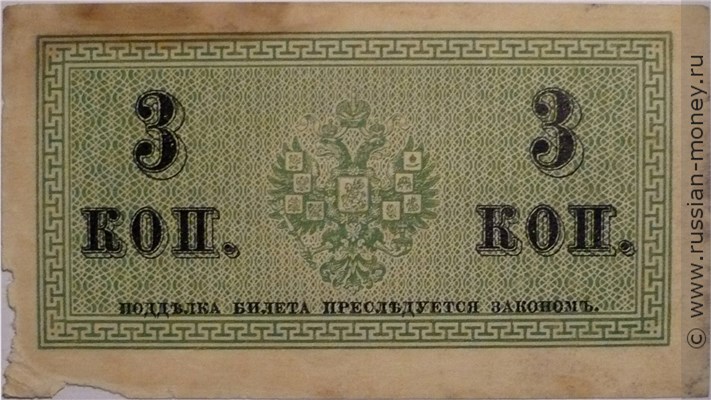 3 3
КОП. КОП.
ПОДДѢЛКА БИЛЕТА ПРЕСЛѢДУЕТСЯ ЗАКОНОМЪ.
© www.russian-money.ru